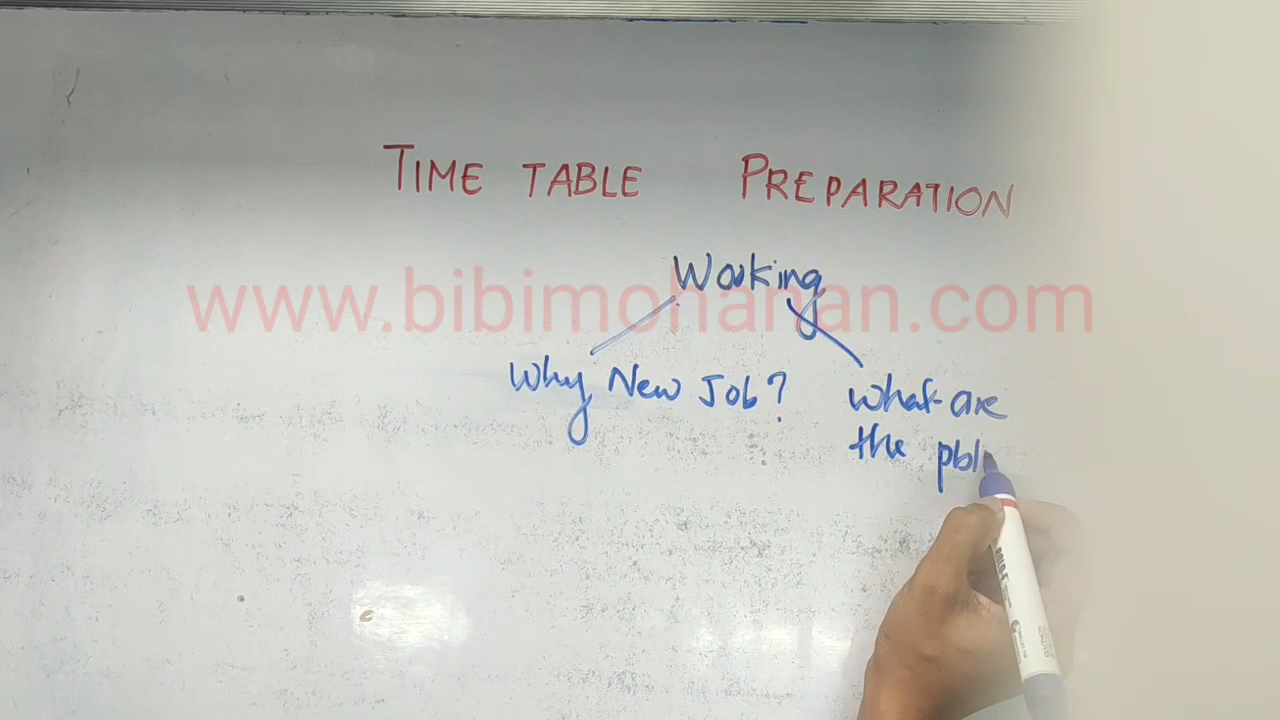 TIME TABLE PREPARATION
Working
www.bibimohanan.com
Why New Job? what are
the pbl